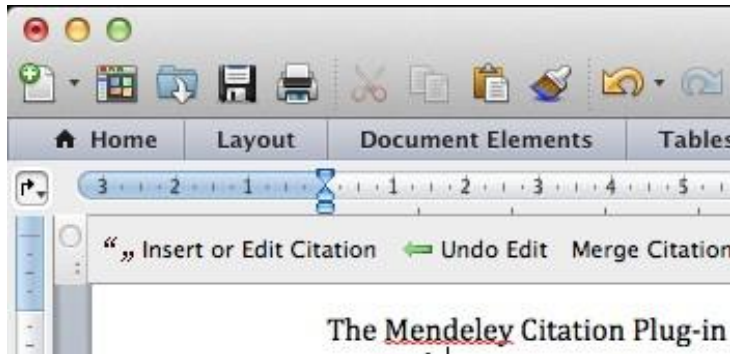 Home Layout Document Elements Tables
3 2 1 1 2 3 4 5
“ „ Insert or Edit Citation Undo Edit Merge Citation
The Mendeley Citation Plug-in